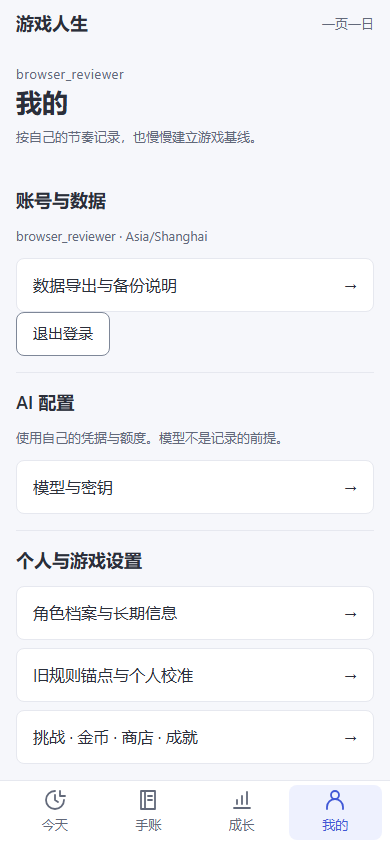 游戏人生
一页一日
browser_reviewer
我的
按自己的节奏记录，也慢慢建立游戏基线。
账号与数据
browser_reviewer · Asia/Shanghai
数据导出与备份说明 →
退出登录
AI 配置
使用自己的凭据与额度。模型不是记录的前提。
模型与密钥 →
个人与游戏设置
角色档案与长期信息 →
旧规则锚点与个人校准 →
挑战 · 金币 · 商店 · 成就 →
今天
手账
成长
我的